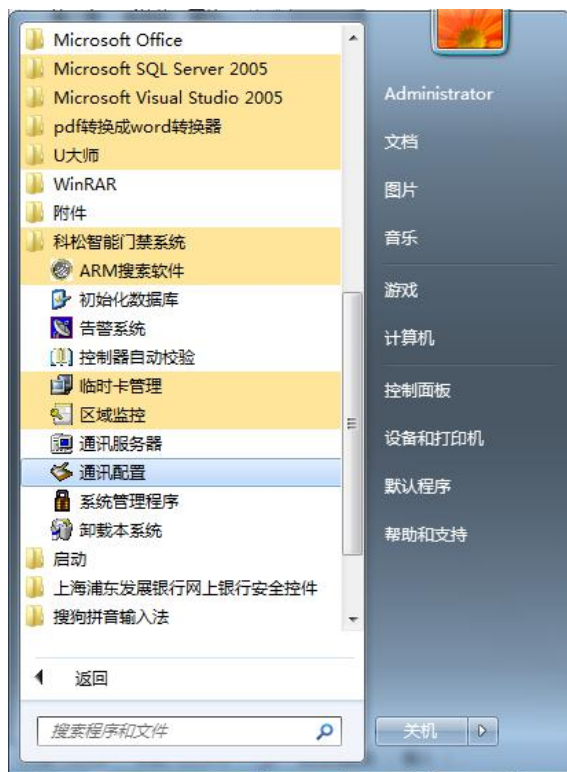 Microsoft Office
Microsoft SQL Server 2005
Microsoft Visual Studio 2005
pdf转换成word转换器
U大师
WinRAR
附件
科松智能门禁系统
ARM搜索软件
初始化数据库
告警系统
控制器自动校验
临时卡管理
区域监控
通讯服务器
通讯配置
系统管理程序
卸载本系统
启动
上海浦东发展银行网上银行安全控件
搜狗拼音输入法
返回
搜索程序和文件
Administrator
文档
图片
音乐
游戏
计算机
控制面板
设备和打印机
默认程序
帮助和支持
关机